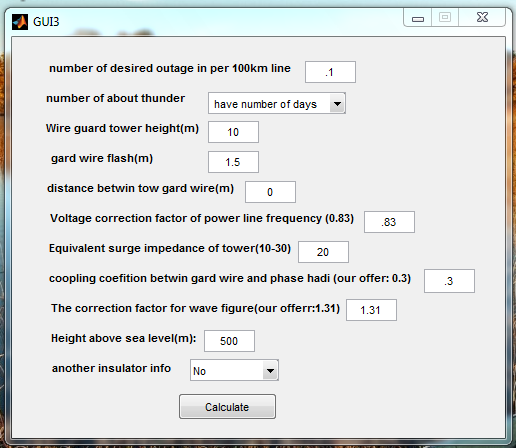 GUI3
number of desired outage in per 100km line .1
number of about thunder have number of days
Wire guard tower height(m) 10
gard wire flash(m) 1.5
distance betwin tow gard wire(m) 0
Voltage correction factor of power line frequency (0.83) .83
Equivalent surge impedance of tower(10-30) 20
coopling coefition betwin gard wire and phase hadi (our offer: 0.3) .3
The correction factor for wave figure(our offerr:1.31) 1.31
Height above sea level(m): 500
another insulator info No
Calculate